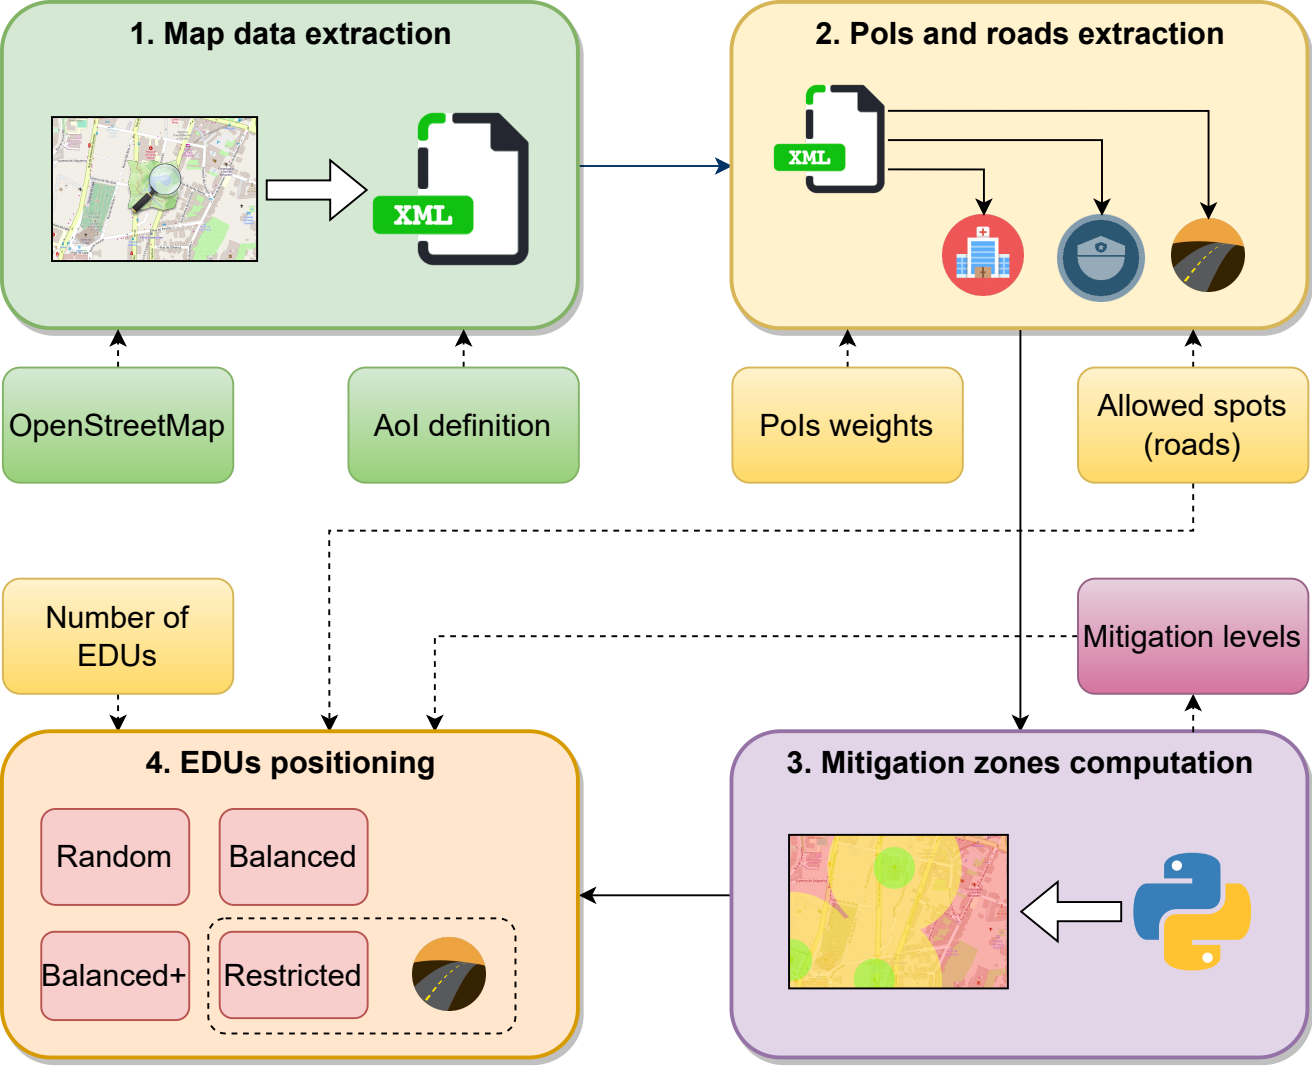 1. Map data extraction
XML
2. PoIs and roads extraction
XML
OpenStreetMap
AoI definition
PoIs weights
Allowed spots
(roads)
Number of
EDUs
Mitigation levels
4. EDUs positioning
Random
Balanced
Balanced+
Restricted
3. Mitigation zones computation